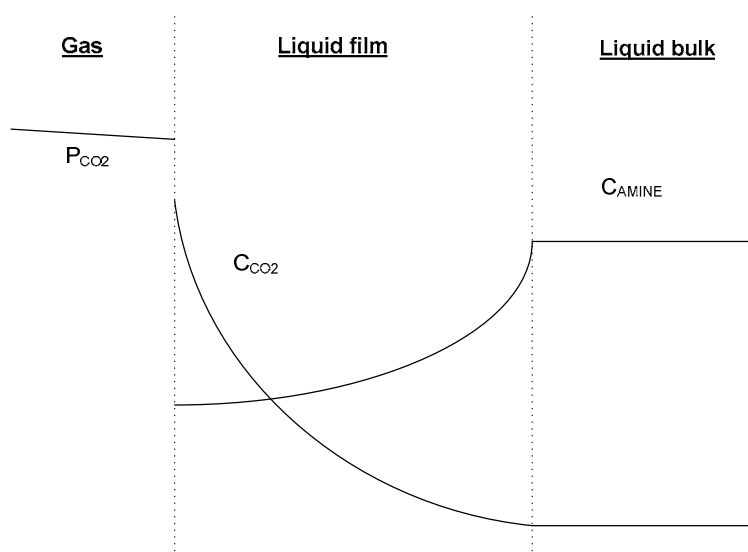 Gas
Liquid film
Liquid bulk
PCO2
CAMINE
CCO2